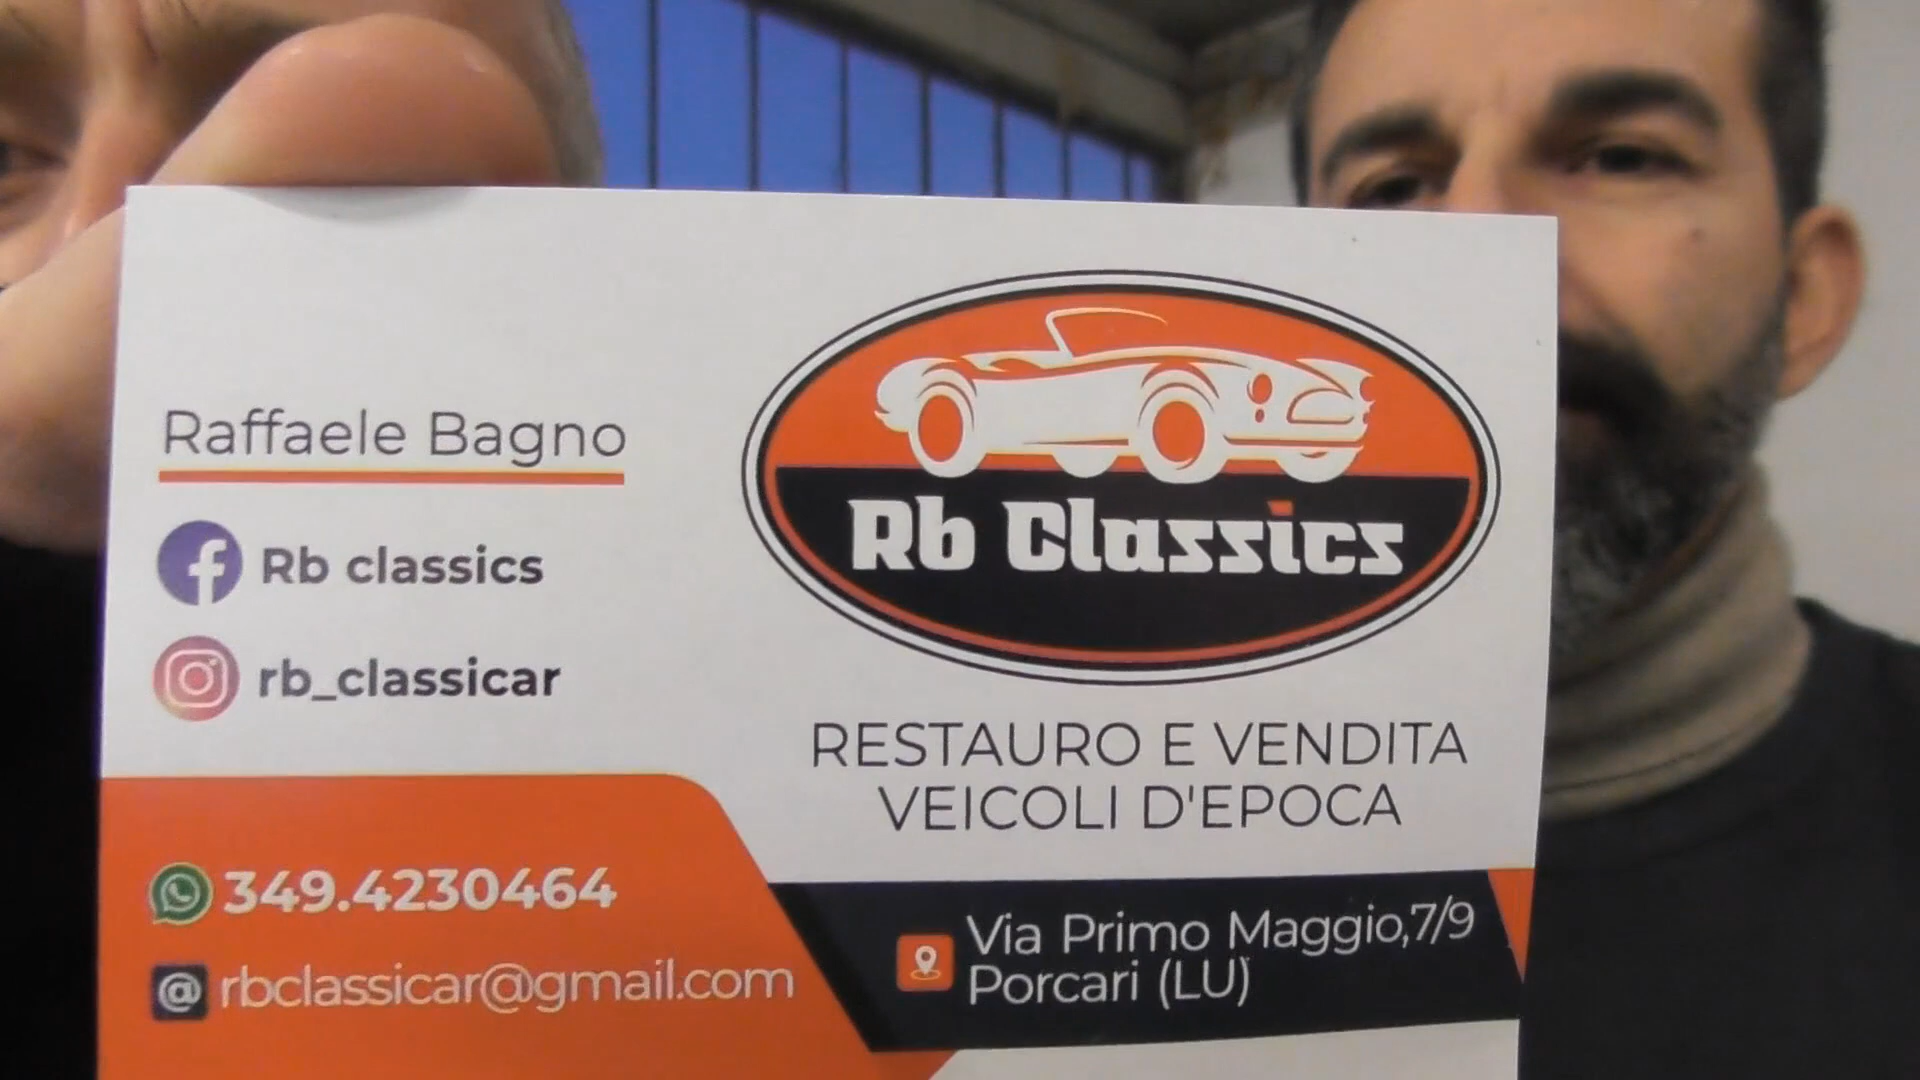 Raffaele Bagno
Rb classics
rb_classicar
Rb Classics
RESTAURO E VENDITA
VEICOLI D'EPOCA
349.4230464
rbclassicar@gmail.com
Via Primo Maggio,7/9
Porcari (LU)